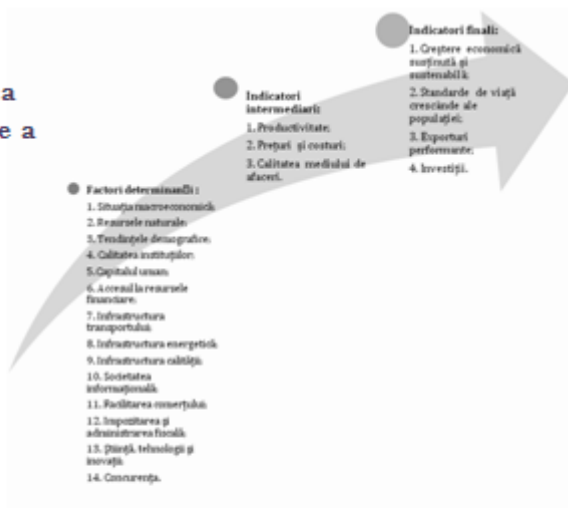 a
e a
Factori determinanți :
1. Situația macroeconomică;
2. Resursele naturale;
3. Tendințele demografice;
4. Calitatea instituțiilor;
5. Capitalul uman;
6. Accesul la resursele
financiare;
7. Infrastructura
transportului;
8. Infrastructura energetică;
9. Infrastructura calității;
10. Societatea
informațională;
11. Facilitarea comerțului;
12. Impozitarea și
administrarea fiscală;
13. Știință, tehnologii și
inovații;
14. Concurența.
Indicatori
intermediari:
1. Productivitate;
2. Prețuri și costuri;
3. Calitatea mediului de
afaceri.
Indicatori finali:
1. Creștere economică
susținută și
sustenabilă;
2. Standarde de viață
crescânde ale
populației;
3. Exporturi
performante;
4. Investiții.